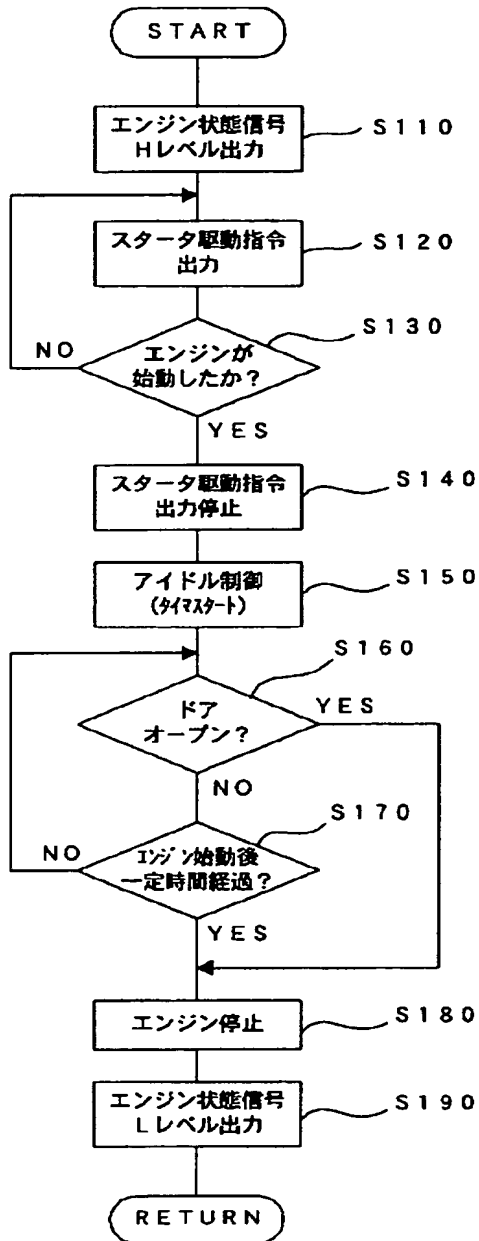 START
エンジン状態信号
Hレベル出力
S110
スタータ駆動指令
出力
S120
エンジンが
始動したか？
S130
NO
YES
スタータ駆動指令
出力停止
S140
アイドル制御
(ﾀｲﾏｽﾀｰﾄ)
S150
ドア
オープン？
S160
YES
NO
ｴﾝｼﾞﾝ始動後
一定時間経過？
S170
NO
YES
エンジン停止
S180
エンジン状態信号
Lレベル出力
S190
RETURN